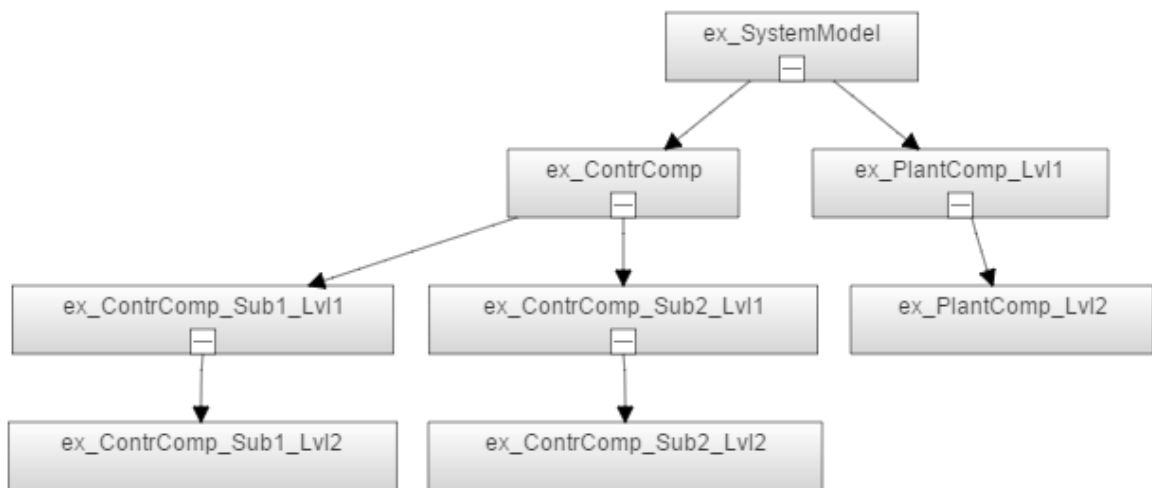 ex_SystemModel
ex_ContrComp
ex_PlantComp_Lvl1
ex_ContrComp_Sub1_Lvl1
ex_ContrComp_Sub2_Lvl1
ex_PlantComp_Lvl2
ex_ContrComp_Sub1_Lvl2
ex_ContrComp_Sub2_Lvl2